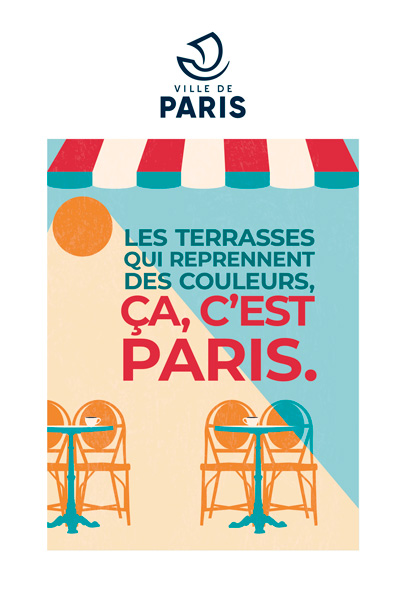 VILLE DE
PARIS
LES TERRASSES
QUI REPRENNENT
DES COULEURS,
ÇA, C'EST
PARIS.